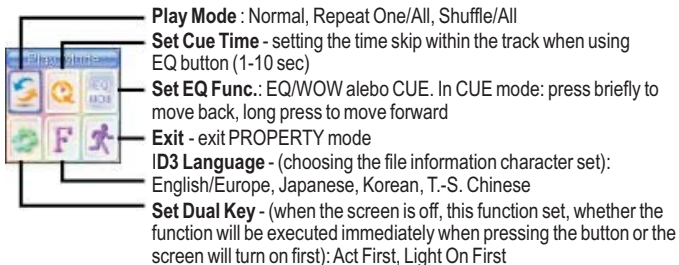 Play Mode : Normal, Repeat One/All, Shuffle/All
Set Cue Time - setting the time skip within the track when using
EQ button (1-10 sec)
Set EQ Func.: EQ/WOW alebo CUE. In CUE mode: press briefly to
move back, long press to move forward
Exit - exit PROPERTY mode
ID3 Language - (choosing the file information character set):
English/Europe, Japanese, Korean, T.-S. Chinese
Set Dual Key - (when the screen is off, this function set, whether the
function will be executed immediately when pressing the button or the
screen will turn on first): Act First, Light On First
Play Mode
Q
EQ
F